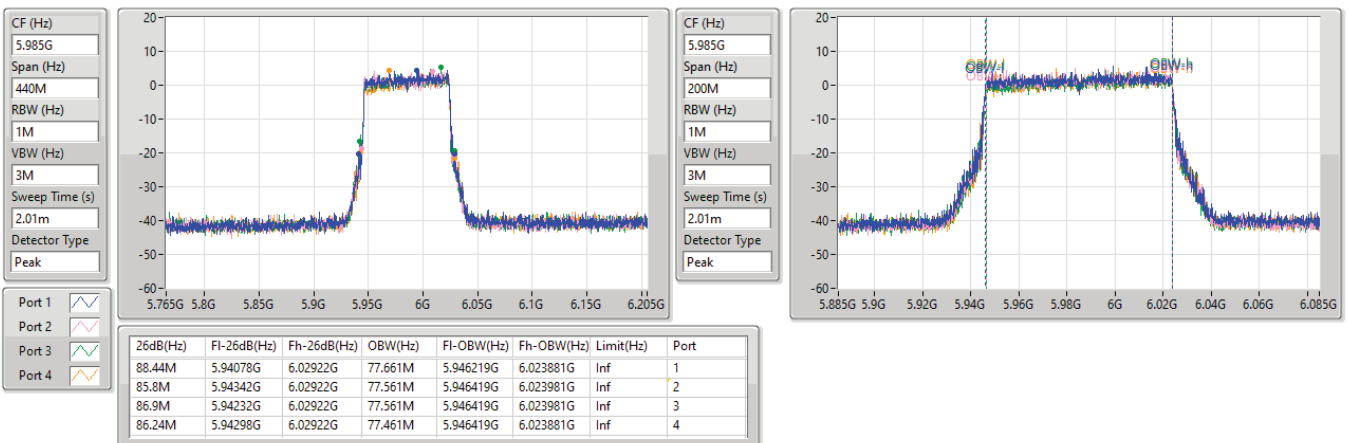 CF (Hz)
5.985G
Span (Hz)
440M
RBW (Hz)
1M
VBW (Hz)
3M
Sweep Time (s)
2.01m
Detector Type
Peak
20
10
0
-10
-20
-30
-40
-50
-60
5.765G 5.8G 5.85G 5.9G 5.95G 6G 6.05G 6.1G 6.15G 6.205G
CF (Hz)
5.985G
Span (Hz)
200M
RBW (Hz)
1M
VBW (Hz)
3M
Sweep Time (s)
2.01m
Detector Type
Peak
20
10
0
-10
-20
-30
-40
-50
-60
OBW-l OBW-h
5.885G 5.9G 5.92G 5.94G 5.96G 5.98G 6G 6.02G 6.04G 6.06G 6.085G
Port 1
Port 2
Port 3
Port 4
26dB(Hz) Fl-26dB(Hz) Fh-26dB(Hz) OBW(Hz) Fl-OBW(Hz) Fh-OBW(Hz) Limit(Hz) Port
88.44M 5.94078G 6.02922G 77.661M 5.946219G 6.023881G Inf 1
85.8M 5.94342G 6.02922G 77.561M 5.946419G 6.023981G Inf 2
86.9M 5.94232G 6.02922G 77.561M 5.946419G 6.023981G Inf 3
86.24M 5.94298G 6.02922G 77.461M 5.946419G 6.023881G Inf 4